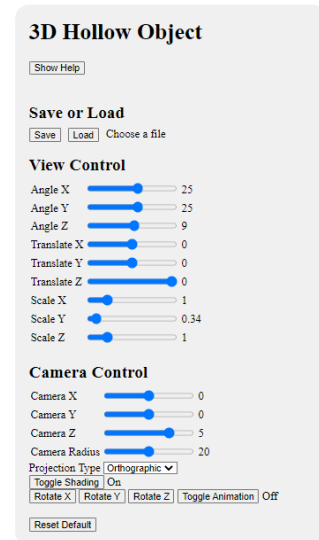 3D Hollow Object
Show Help
Save or Load
Save Load Choose a file
View Control
Angle X 25
Angle Y 25
Angle Z 9
Translate X 0
Translate Y 0
Translate Z 0
Scale X 1
Scale Y 0.34
Scale Z 1
Camera Control
Camera X 0
Camera Y 0
Camera Z 5
Camera Radius 20
Projection Type Orthographic
Toggle Shading On
Rotate X Rotate Y Rotate Z Toggle Animation Off
Reset Default